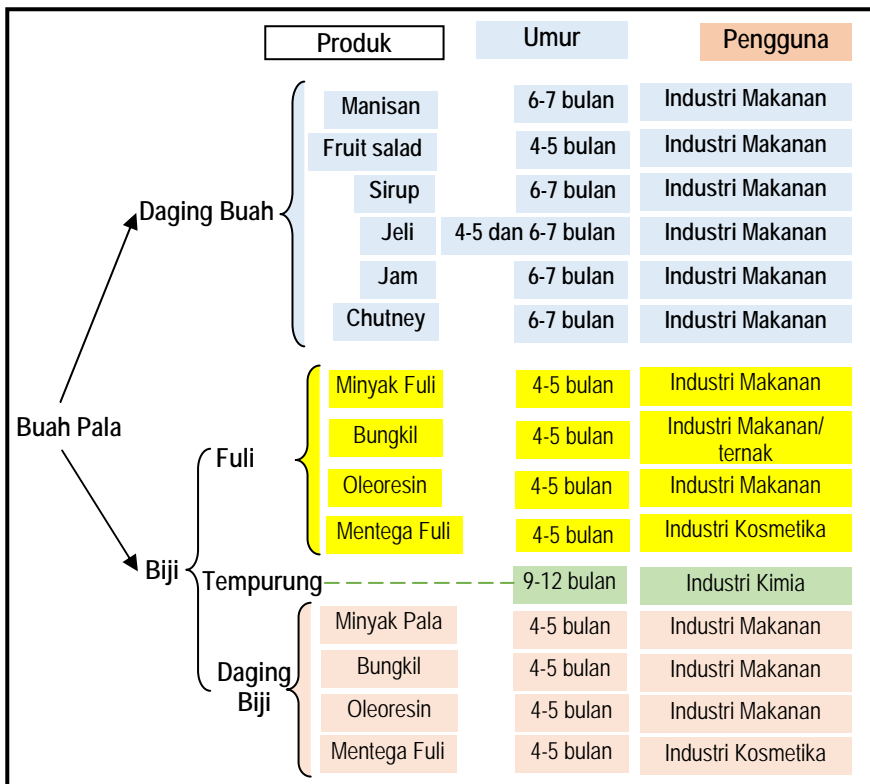 Produk Umur Pengguna
Manisan 6-7 bulan Industri Makanan
Fruit salad 4-5 bulan Industri Makanan
Sirup 6-7 bulan Industri Makanan
Daging Buah
Jeli 4-5 dan 6-7 bulan Industri Makanan
Jam 6-7 bulan Industri Makanan
Chutney 6-7 bulan Industri Makanan
Minyak Fuli 4-5 bulan Industri Makanan
Buah Pala
Bungkil 4-5 bulan Industri Makanan/
ternak
Fuli
Oleoresin 4-5 bulan Industri Makanan
Mentega Fuli 4-5 bulan Industri Kosmetika
Biji
Tempurung 9-12 bulan Industri Kimia
Minyak Pala 4-5 bulan Industri Makanan
Bungkil 4-5 bulan Industri Makanan
Daging
Biji
Oleoresin 4-5 bulan Industri Makanan
Mentega Fuli 4-5 bulan Industri Kosmetika